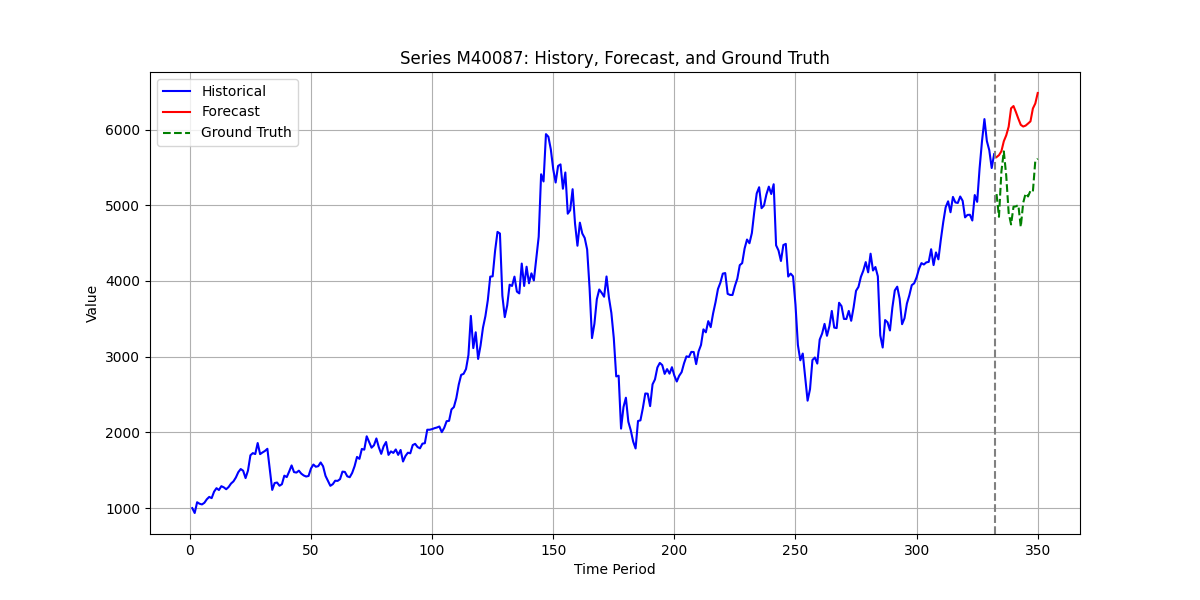 Series M40087: History, Forecast, and Ground Truth
Historical
Forecast
Ground Truth
Value
6000
5000
4000
3000
2000
1000
0 50 100 150 200 250 300 350
Time Period